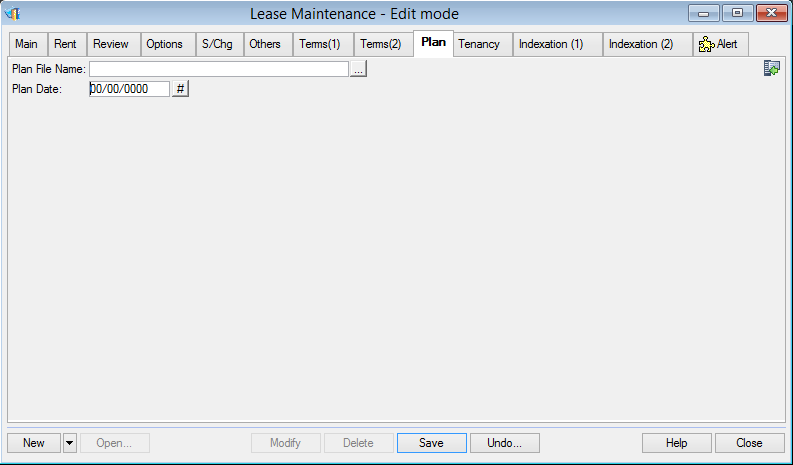 Lease Maintenance - Edit mode
Main Rent Review Options S/Chg Others Terms(1) Terms(2) Plan Tenancy Indexation (1) Indexation (2) Alert
Plan File Name: ...
Plan Date: 00/00/0000 #
New Open... Modify Delete Save Undo... Help Close